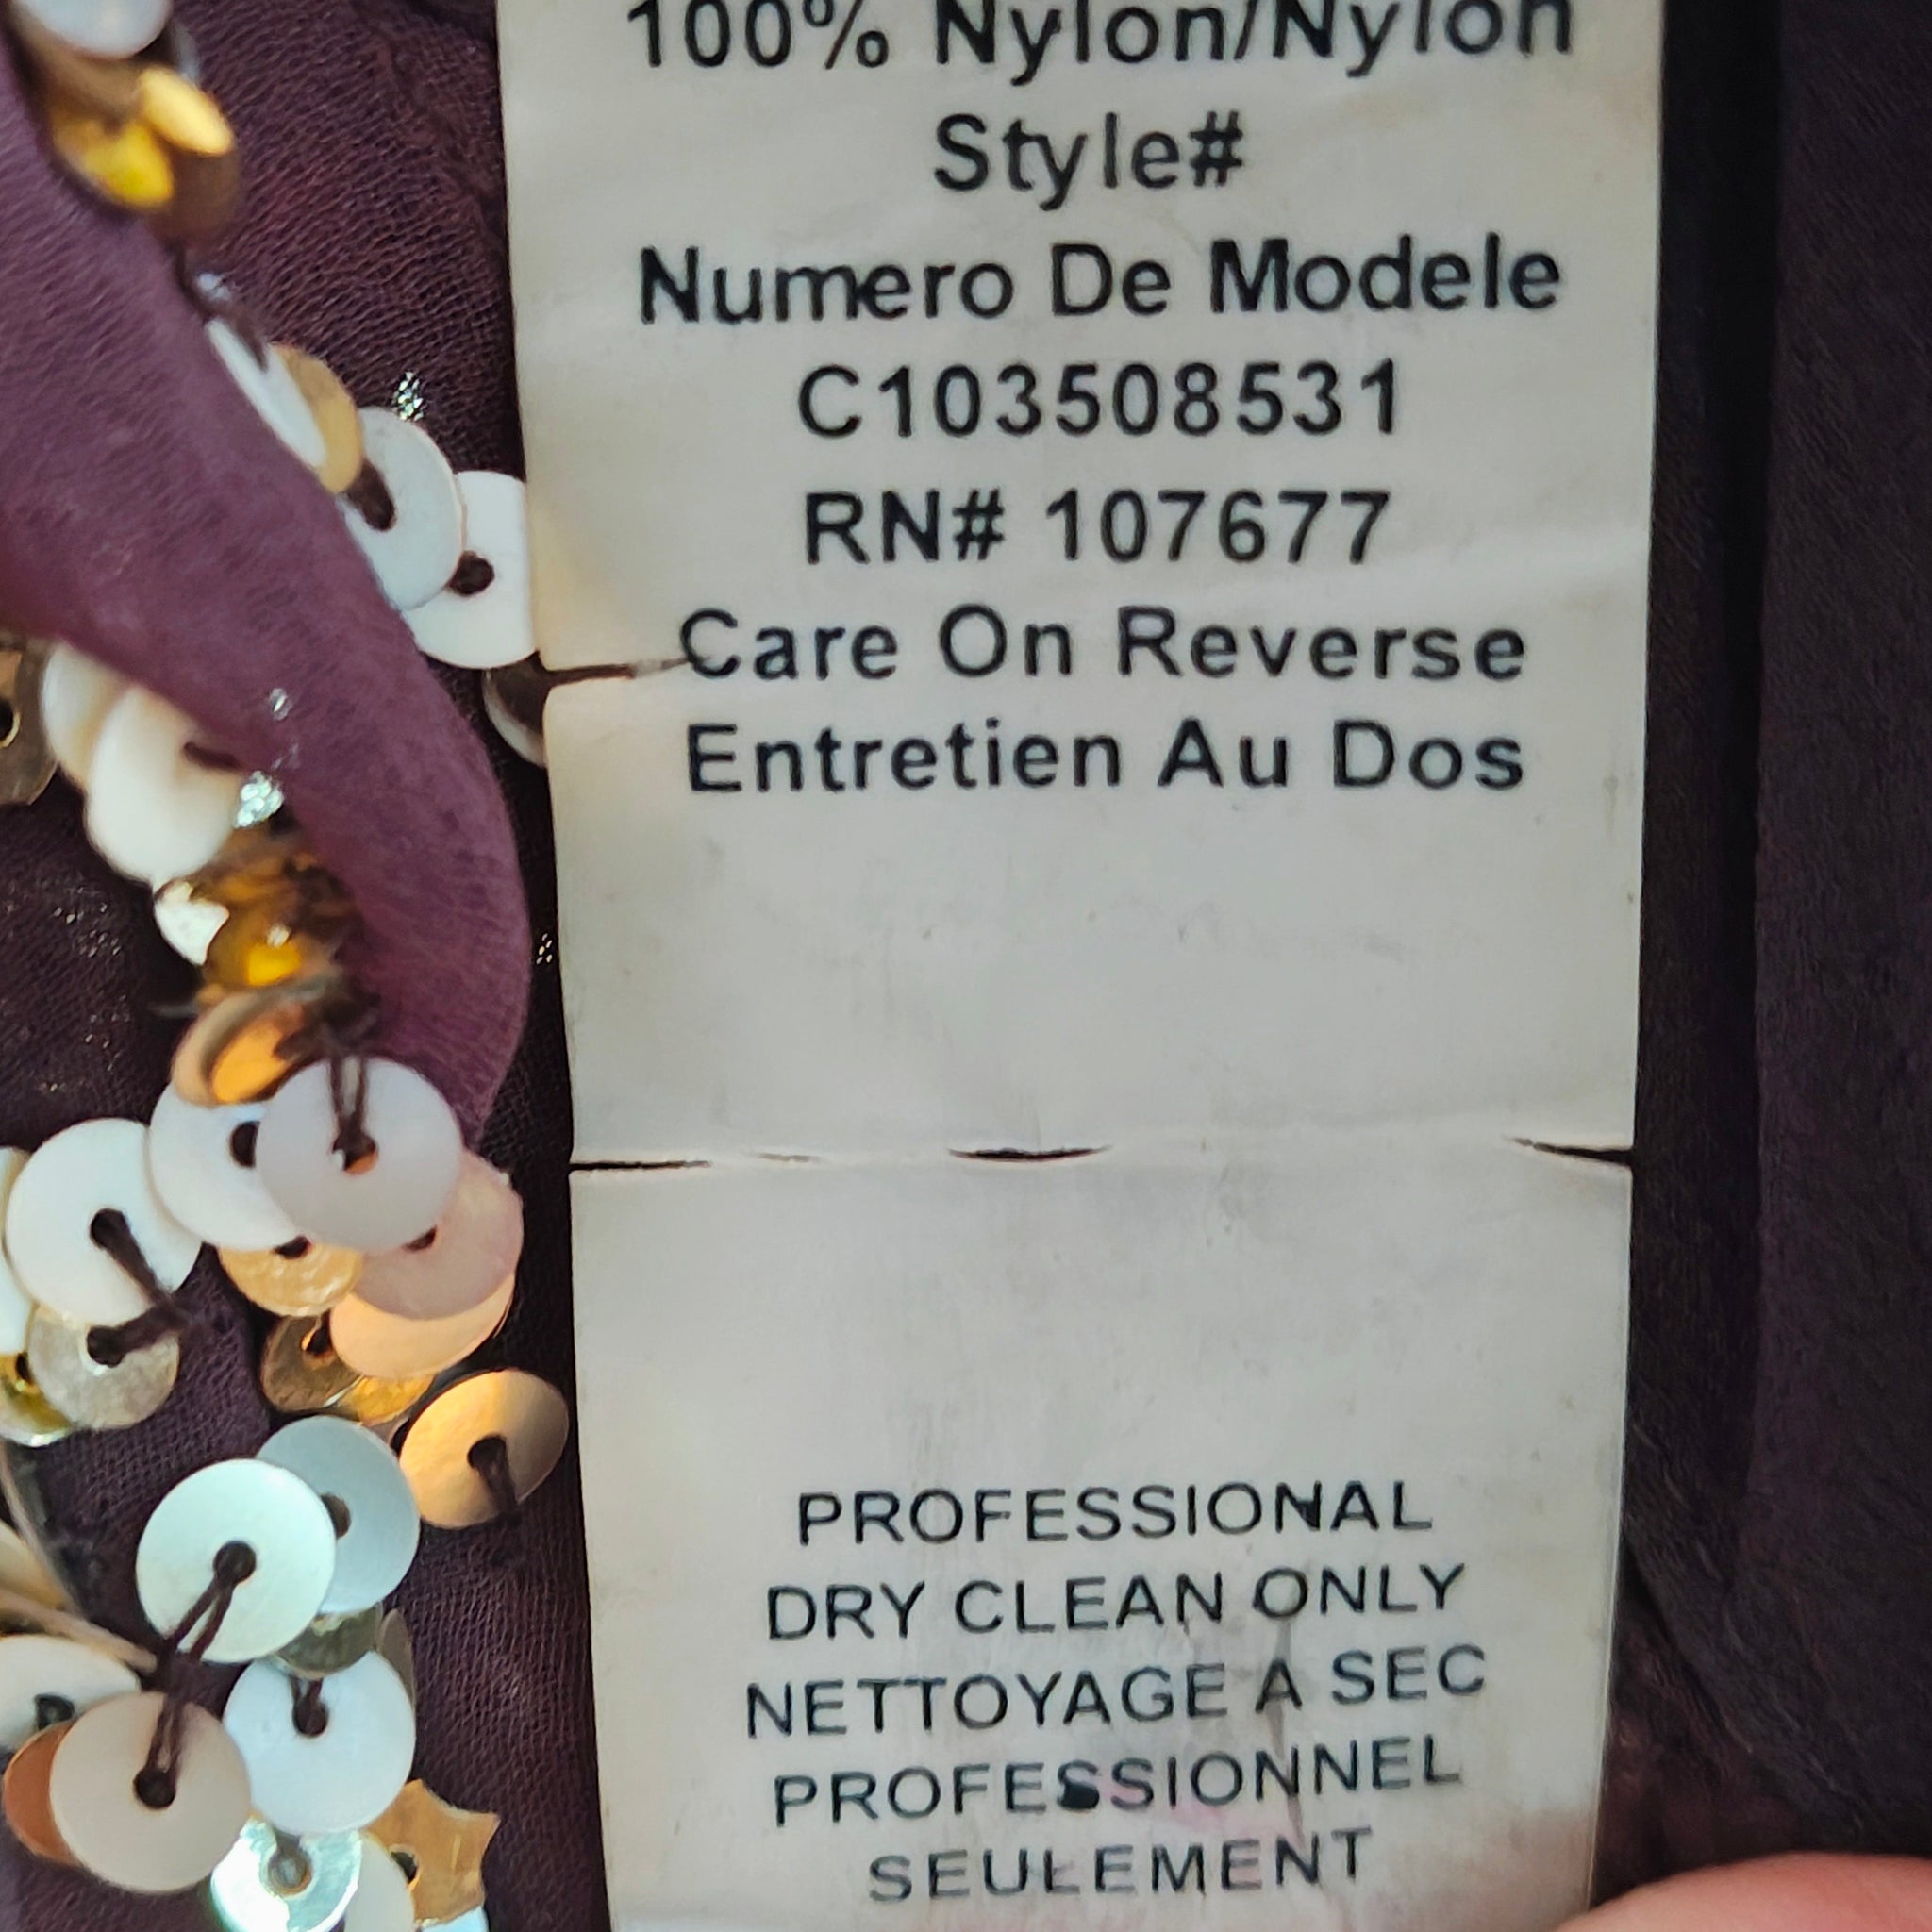 100% Nylon/Nylon
Style#
Numero De Modele
C103508531
RN# 107677
Care On Reverse
Entretien Au Dos
PROFESSIONAL
DRY CLEAN ONLY
NETTOYAGE A SEC
PROFESSIONNEL
SEULEMENT